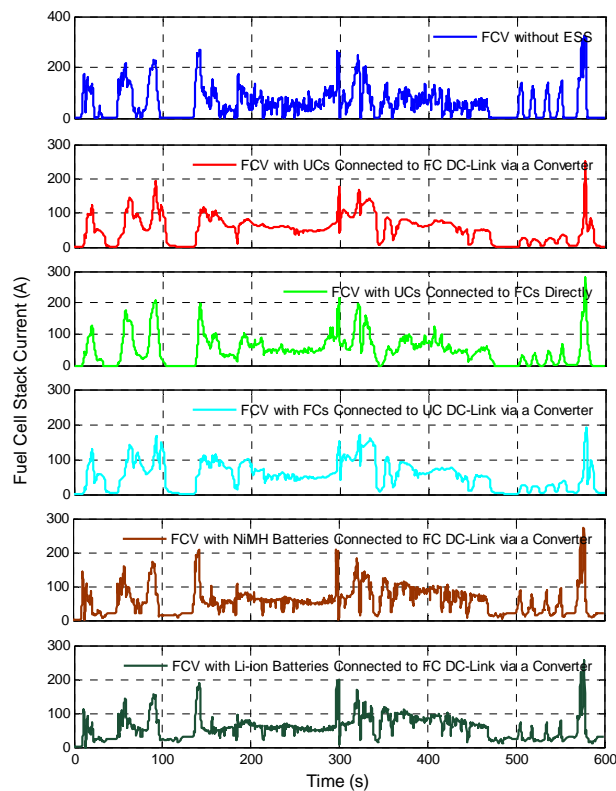 400
FCV without ESS
200
0
300
FCV with UCs Connected to FC DC-Link via a Converter
200
100
0
300
FCV with UCs Connected to FCs Directly
200
100
0
300
FCV with FCs Connected to UC DC-Link via a Converter
200
100
0
300
FCV with NiMH Batteries Connected to FC DC-Link via a Converter
200
100
0
300
FCV with Li-ion Batteries Connected to FC DC-Link via a Converter
200
100
0
0 100 200 300 400 500 600
Time (s)
Fuel Cell Stack Current (A)